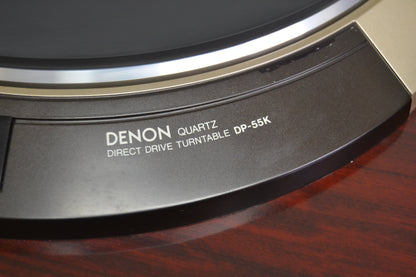 DENON QUARTZ
DIRECT DRIVE TURNTABLE DP-55K